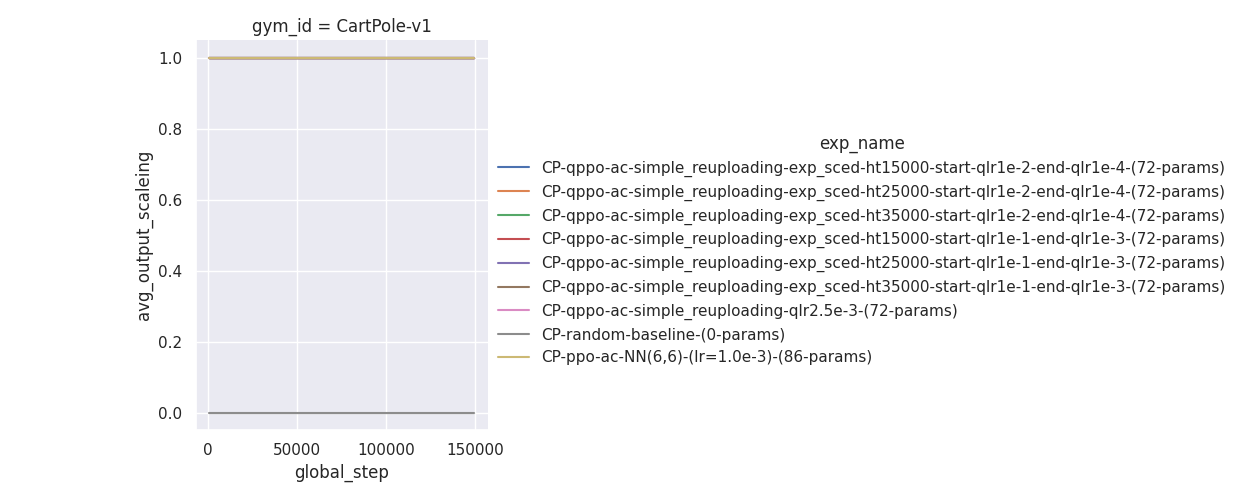 gym_id = CartPole-v1
1.0
0.8
0.6
0.4
0.2
0.0
avg_output_scaleing
0
50000
100000
150000
global_step
exp_name
CP-qppo-ac-simple_reuploading-exp_sced-ht15000-start-qlr1e-2-end-qlr1e-4-(72-params)
CP-qppo-ac-simple_reuploading-exp_sced-ht25000-start-qlr1e-2-end-qlr1e-4-(72-params)
CP-qppo-ac-simple_reuploading-exp_sced-ht35000-start-qlr1e-2-end-qlr1e-4-(72-params)
CP-qppo-ac-simple_reuploading-exp_sced-ht15000-start-qlr1e-1-end-qlr1e-3-(72-params)
CP-qppo-ac-simple_reuploading-exp_sced-ht25000-start-qlr1e-1-end-qlr1e-3-(72-params)
CP-qppo-ac-simple_reuploading-exp_sced-ht35000-start-qlr1e-1-end-qlr1e-3-(72-params)
CP-qppo-ac-simple_reuploading-qlr2.5e-3-(72-params)
CP-random-baseline-(0-params)
CP-ppo-ac-NN(6,6)-(lr=1.0e-3)-(86-params)